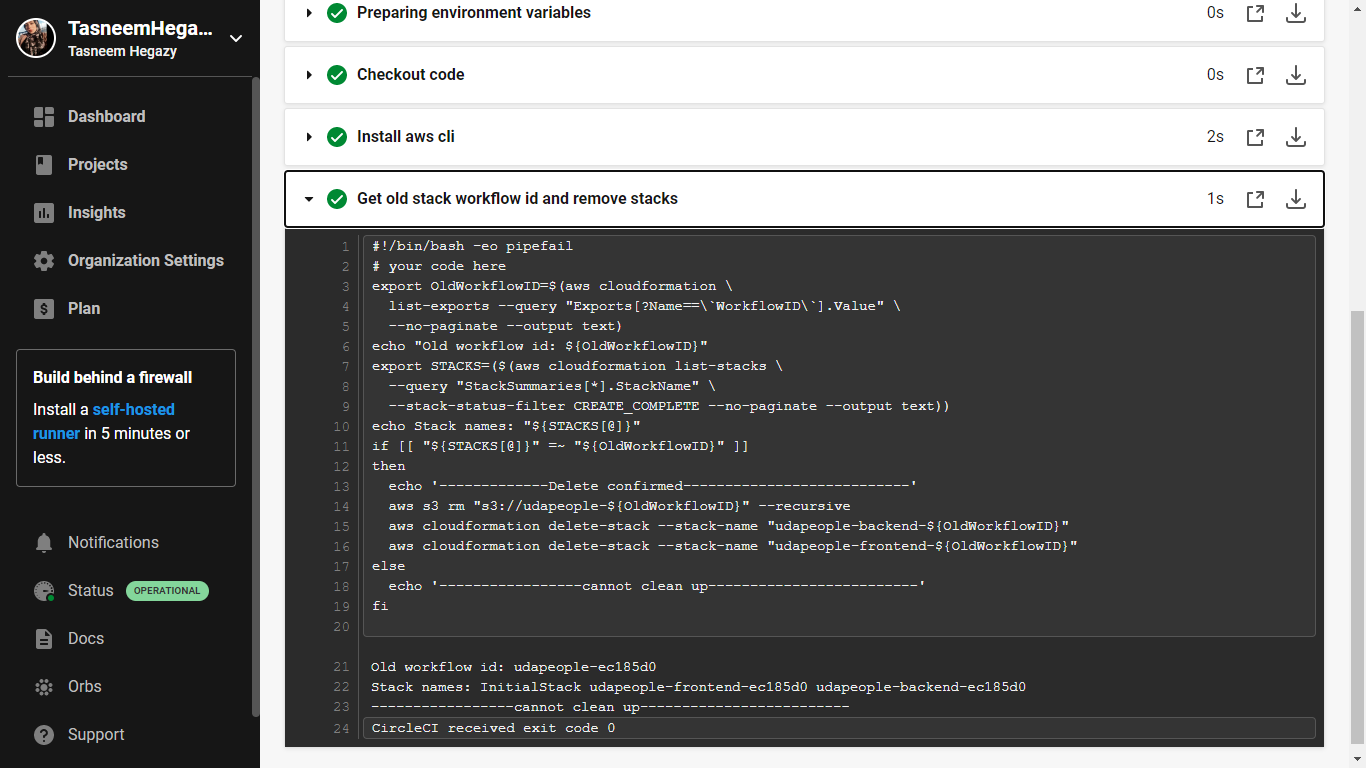 TasneemHega...
Tasneem Hegazy
Dashboard
Projects
Insights
Organization Settings
Plan
Build behind a firewall
Install a self-hosted
runner in 5 minutes or
less.
Notifications
Status OPERATIONAL
Docs
Orbs
Support
Preparing environment variables 0s
Checkout code 0s
Install aws cli 2s
Get old stack workflow id and remove stacks 1s
1 #!/bin/bash -eo pipefail
2 # your code here
3 export OldWorkflowID=$(aws cloudformation \
4   list-exports --query "Exports[?Name==\`WorkflowID\`].Value" \
5   --no-paginate --output text)
6 echo "Old workflow id: ${OldWorkflowID}"
7 export STACKS=($(aws cloudformation list-stacks \
8   --query "StackSummaries[*].StackName" \
9   --stack-status-filter CREATE_COMPLETE --no-paginate --output text))
10 echo Stack names: "${STACKS[@]}"
11 if [[ "${STACKS[@]}" =~ "${OldWorkflowID}" ]]
12 then
13   echo '-------------Delete confirmed---------------------------'
14   aws s3 rm "s3://udapeople-${OldWorkflowID}" --recursive
15   aws cloudformation delete-stack --stack-name "udapeople-backend-${OldWorkflowID}"
16   aws cloudformation delete-stack --stack-name "udapeople-frontend-${OldWorkflowID}"
17 else
18   echo '-----------------cannot clean up-------------------------'
19 fi
20
21 Old workflow id: udapeople-ec185d0
22 Stack names: InitialStack udapeople-frontend-ec185d0 udapeople-backend-ec185d0
23 -----------------cannot clean up-------------------------
24 CircleCI received exit code 0